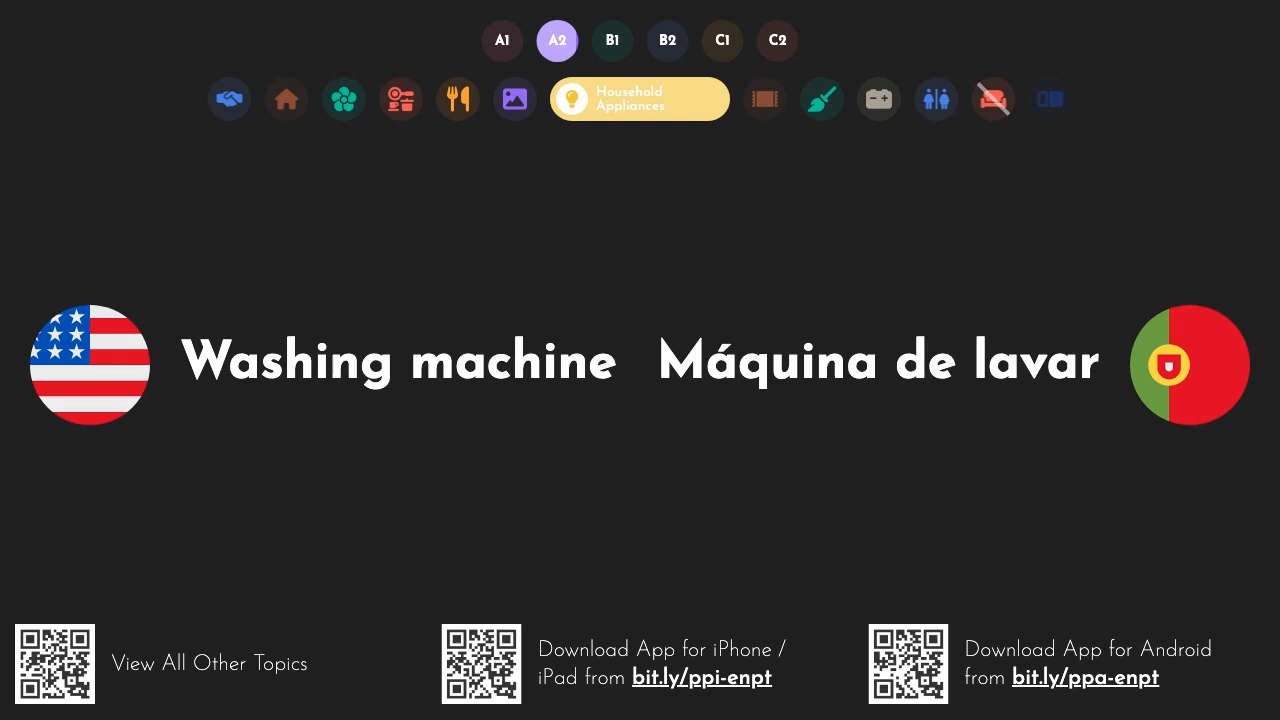 A1 A2 B1 B2 C1 C2
Household
Appliances
Washing machine Máquina de lavar
View All Other Topics
Download App for iPhone /
iPad from bit.ly/ppi-enpt
Download App for Android
from bit.ly/ppa-enpt